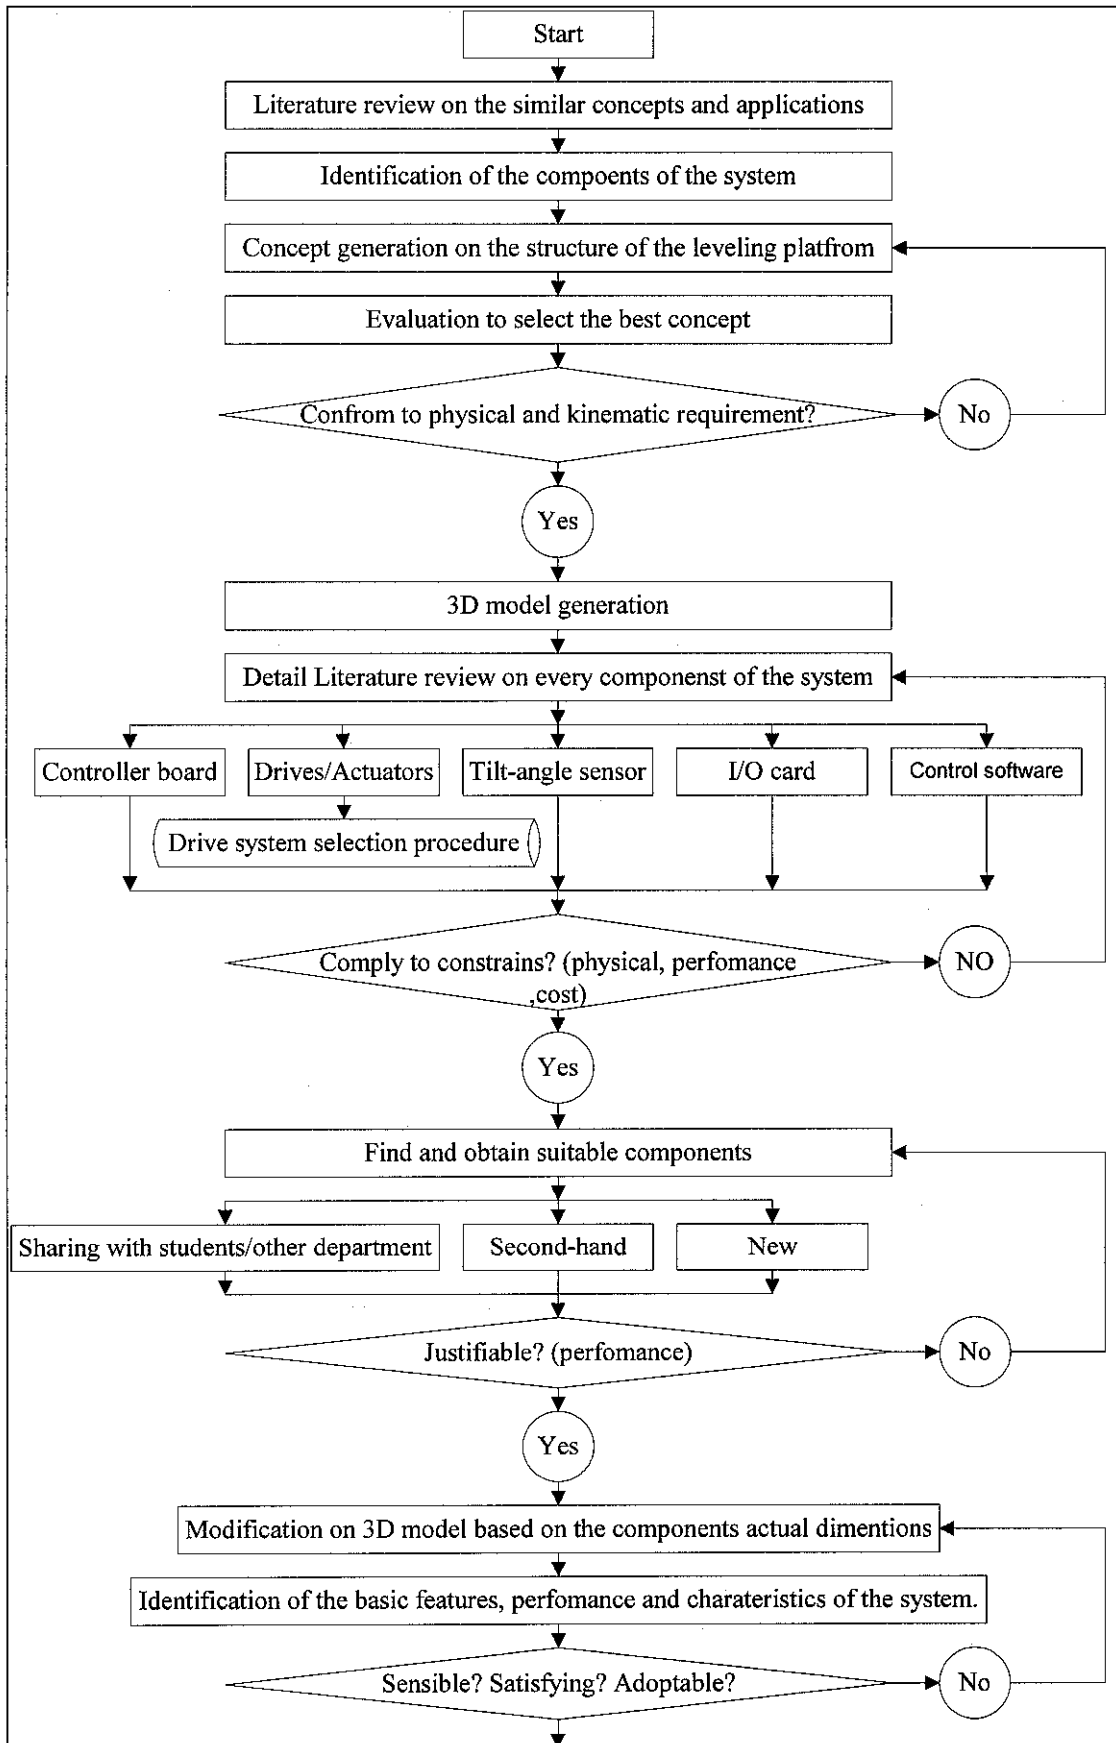 Start
Literature review on the similar concepts and applications
Identification of the compoents of the system
Concept generation on the structure of the leveling platfrom
Evaluation to select the best concept
Confrom to physical and kinematic requirement?
No
Yes
3D model generation
Detail Literature review on every componenst of the system
Controller board
Drives/Actuators
Tilt-angle sensor
I/O card
Control software
Drive system selection procedure
Comply to constrains? (physical, perfomance
,cost)
NO
Yes
Find and obtain suitable components
Sharing with students/other department
Second-hand
New
Justifiable? (perfomance)
No
Yes
Modification on 3D model based on the components actual dimentions
Identification of the basic features, perfomance and charateristics of the system.
Sensible? Satisfying? Adoptable?
No